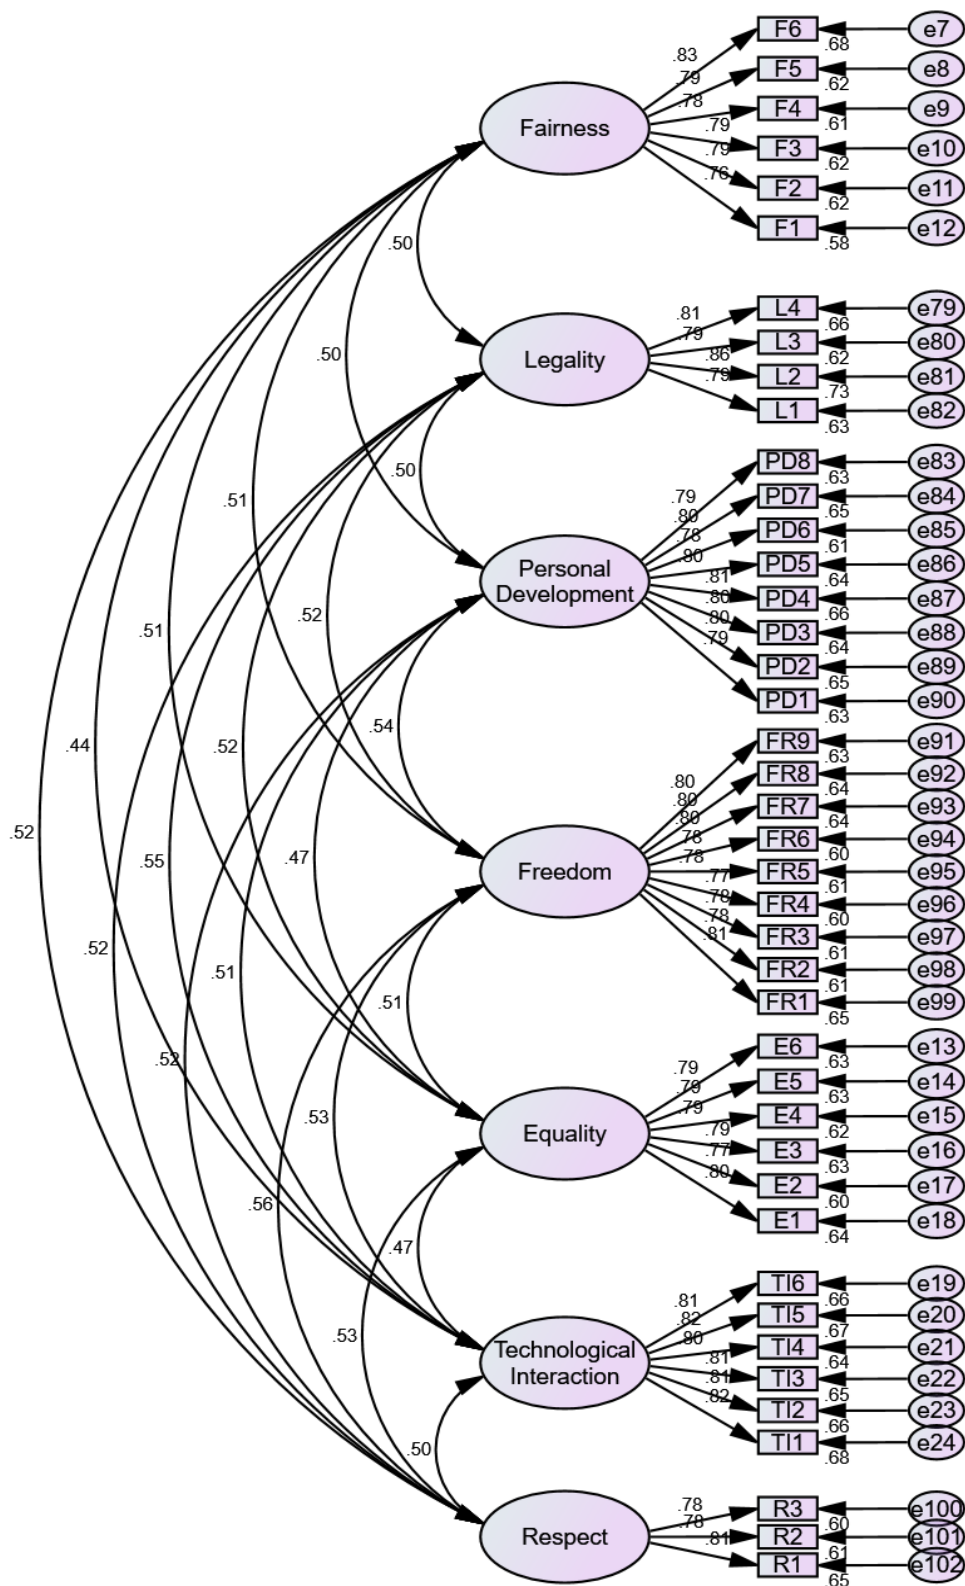 F6
e7
.83
.68
F5
e8
.79
.62
.78
F4
e9
.61
Fairness
.79
F3
e10
.79
.62
F2
e11
.76
.62
F1
e12
.58
.50
L4
e79
.81
.66
.79
L3
e80
.50
Legality
.86
.62
L2
e81
.79
.73
L1
e82
.63
PD8
e83
.50
.63
.79
PD7
e84
.51
.80
.65
.78
PD6
e85
.80
.61
Personal
PD5
e86
Development
.81
.64
PD4
e87
.80
.66
.52
.80
PD3
e88
.51
.79
.64
PD2
e89
.65
PD1
e90
.63
.54
FR9
e91
.44
.52
.63
.80
FR8
e92
.80
.64
.80
FR7
e93
.52
.78
.64
FR6
e94
.55
.47
.78
.60
Freedom
FR5
e95
.77
.61
.78
FR4
e96
.78
.60
.81
FR3
e97
.52
.61
FR2
e98
.51
.61
.51
FR1
e99
.65
E6
e13
.52
.79
.63
E5
e14
.79
.63
.79
E4
e15
.53
.79
.62
Equality
E3
e16
.77
.63
.80
E2
e17
.56
.60
E1
e18
.64
.47
TI6
e19
.81
.66
.82
TI5
e20
.53
.80
.67
Technological
TI4
e21
Interaction
.81
.64
.81
TI3
e22
.82
.65
TI2
e23
.66
.50
TI1
e24
.68
.78
R3
e100
.78
.60
Respect
.81
R2
e101
.61
R1
e102
.65